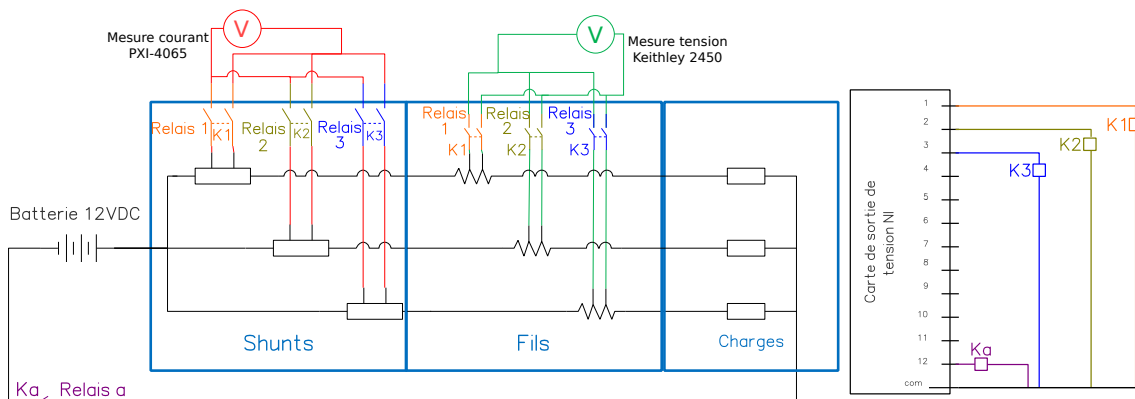 Mesure courant
PXI-4065
V
V
Mesure tension
Keithley 2450
Relais 1
K1
Relais
2
K2
Relais
3
K3
Relais
1
K1
Relais
2
K2
Relais
3
K3
Batterie 12VDC
Shunts
Fils
Charges
Ka
Relais a
Carte de sortie de
tension NI
1
2
3
4
5
6
7
8
9
10
11
12
com
K1
K2
K3
Ka